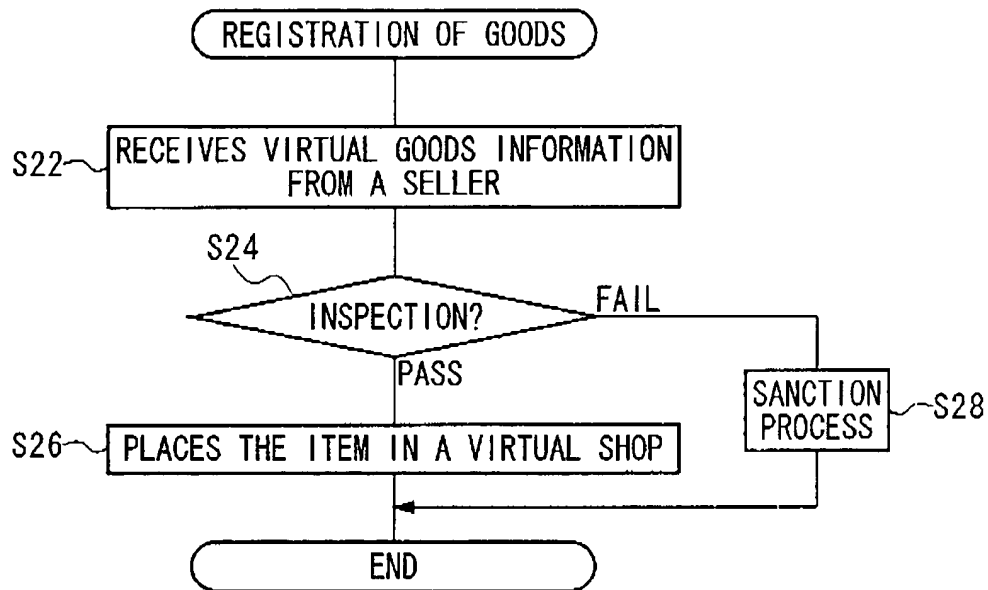 REGISTRATION OF GOODS
S22
RECEIVES VIRTUAL GOODS INFORMATION
FROM A SELLER
S24
INSPECTION?
FAIL
PASS
SANCTION
PROCESS
S28
S26
PLACES THE ITEM IN A VIRTUAL SHOP
END